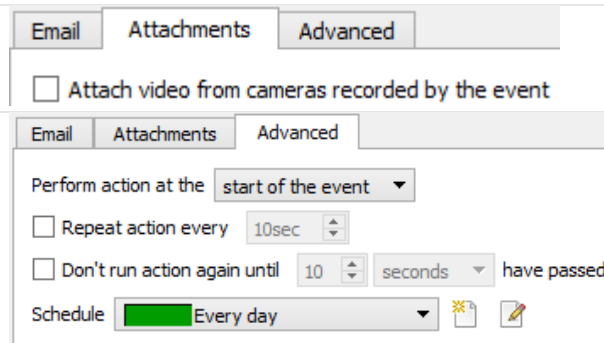 Email Attachments Advanced
Attach video from cameras recorded by the event
Email Attachments Advanced
Perform action at the start of the event
Repeat action every 10sec
Don't run action again until 10 seconds have passed
Schedule Every day